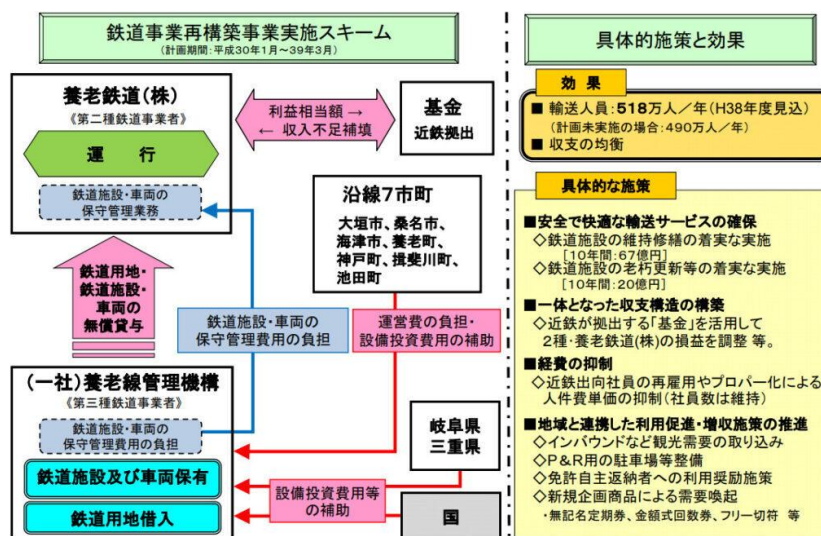 鉄道事業再構築事業実施スキーム
(計画期間:平成30年1月～39年3月)
養老鉄道(株)
《第二種鉄道事業者》
運 行
鉄道施設・車両の
保守管理業務
利益相当額 →
← 収入不足補填
基金
近鉄拠出
沿線7市町
大垣市、桑名市、
海津市、養老町、
神戸町、揖斐川町、
池田町
鉄道用地・
鉄道施設・
車両の
無償貸与
鉄道施設・車両の
保守管理費用の負担
運営費の負担・
設備投資費用の補助
(一社)養老線管理機構
《第三種鉄道事業者》
鉄道施設・車両の
保守管理費用の負担
鉄道施設及び車両保有
鉄道用地借入
岐阜県
三重県
設備投資費用等
の補助
国
具体的施策と効果
効 果
■ 輸送人員:518万人／年(H38年度見込)
(計画未実施の場合:490万人／年)
■ 収支の均衡
具体的な施策
■安全で快適な輸送サービスの確保
◇鉄道施設の維持修繕の着実な実施
[10年間:67億円]
◇鉄道施設の老朽更新等の着実な実施
[10年間:20億円]
■一体となった収支構造の構築
◇近鉄が拠出する「基金」を活用して
2種・養老鉄道(株)の損益を調整 等。
■経費の抑制
◇近鉄出向社員の再雇用やプロパー化による
人件費単価の抑制(社員数は維持)
■地域と連携した利用促進・増収施策の推進
◇インバウンドなど観光需要の取り込み
◇P＆R用の駐車場等整備
◇免許自主返納者への利用奨励施策
◇新規企画商品による需要喚起
・無記名定期券、金額式回数券、フリー切符 等